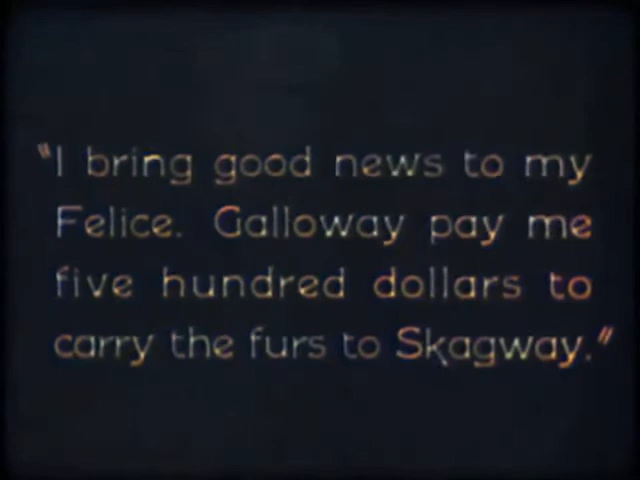 "I bring good news to my
Felice. Galloway pay me
five hundred dollars to
carry the furs to Skagway."